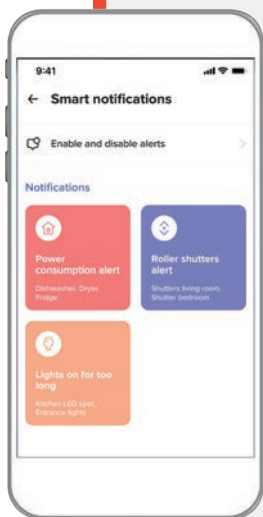 9:41
Smart notifications
Enable and disable alerts
Notifications
Power
consumption alert
Dishwasher, Dryer,
Fridge
Roller shutters
alert
Shutters living room,
Shutter bedroom
Lights on for too
long
Kitchen LED spot,
Entrance lights